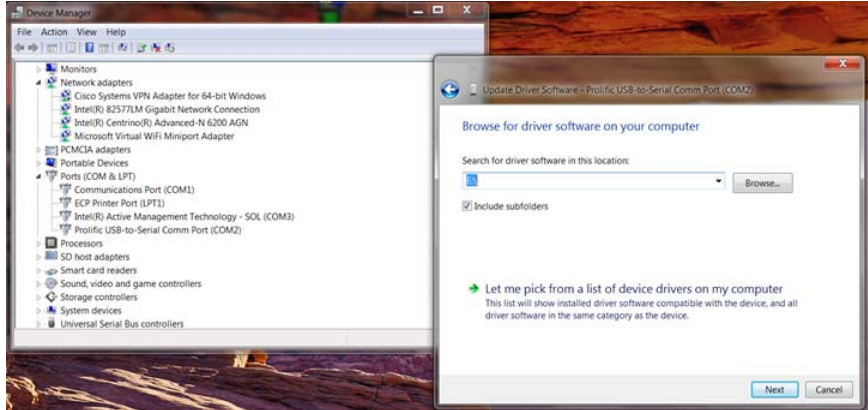 Device Manager
File Action View Help
Monitors
Network adapters
Cisco Systems VPN Adapter for 64-bit Windows
Intel(R) 82577LM Gigabit Network Connection
Intel(R) Centrino(R) Advanced-N 6200 AGN
Microsoft Virtual WiFi Miniport Adapter
PCMCIA adapters
Portable Devices
Ports (COM & LPT)
Communications Port (COM1)
ECP Printer Port (LPT1)
Intel(R) Active Management Technology - SOL (COM3)
Prolific USB-to-Serial Comm Port (COM2)
Processors
SD host adapters
Smart card readers
Sound, video and game controllers
Storage controllers
System devices
Universal Serial Bus controllers
Update Driver Software - Prolific USB-to-Serial Comm Port (COM2)
Browse for driver software on your computer
Search for driver software in this location:
Browse...
Include subfolders
Let me pick from a list of device drivers on my computer
This list will show installed driver software compatible with the device, and all
driver software in the same category as the device.
Next Cancel